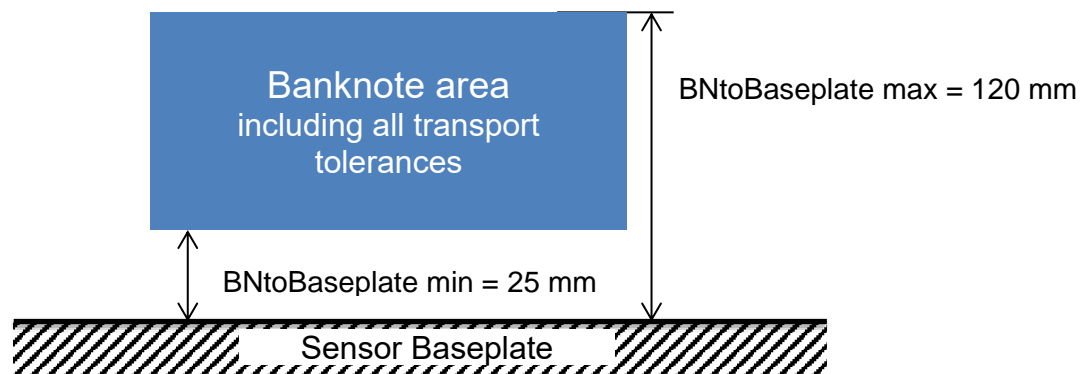 Banknote area
including all transport
tolerances
BNtoBaseplate max = 120 mm
BNtoBaseplate min = 25 mm
Sensor Baseplate